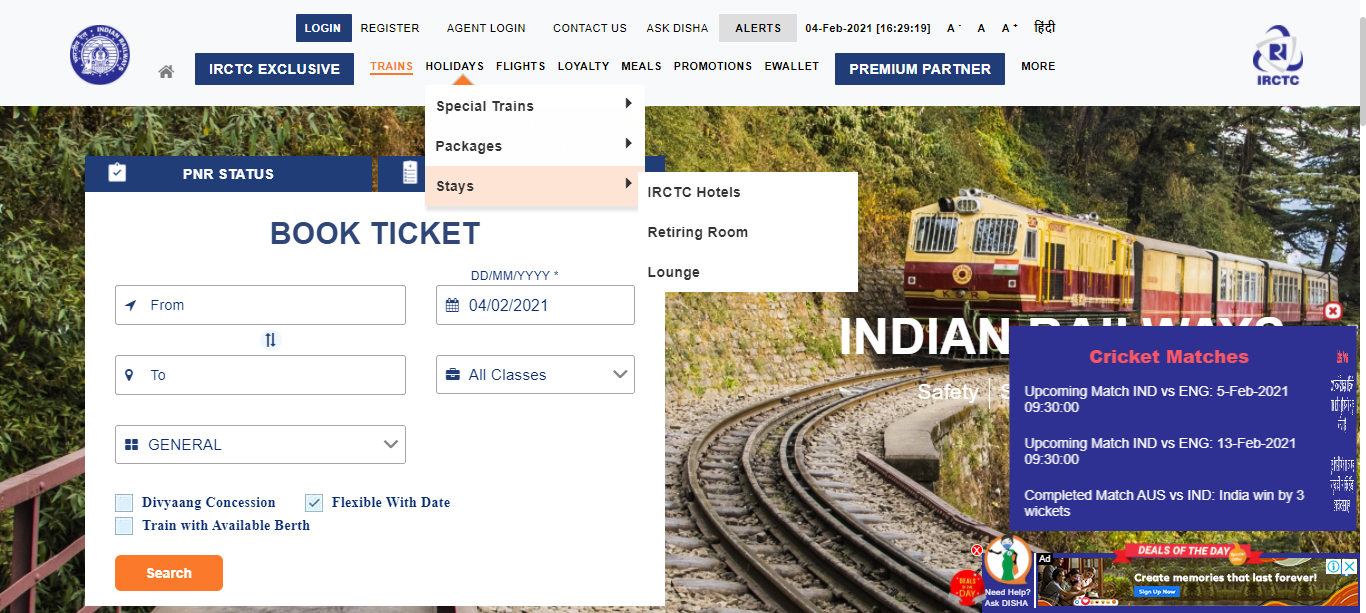 LOGIN REGISTER AGENT LOGIN CONTACT US ASK DISHA ALERTS 04-Feb-2021 [16:29:19] A - A A + हिंदी
INDIAN RAILWAYS
IRCTC EXCLUSIVE TRAINS HOLIDAYS FLIGHTS LOYALTY MEALS PROMOTIONS EWALLET PREMIUM PARTNER MORE
IRCTC
Special Trains
Packages
Stays
IRCTC Hotels
Retiring Room
Lounge
PNR STATUS
BOOK TICKET
DD/MM/YYYY *
From
04/02/2021
To
All Classes
GENERAL
Divyaang Concession
Flexible With Date
Train with Available Berth
Search
INDIAN RAILWAYS
Safety | S
Cricket Matches
Upcoming Match IND vs ENG: 5-Feb-2021
09:30:00
Upcoming Match IND vs ENG: 13-Feb-2021
09:30:00
Completed Match AUS vs IND: India win by 3
wickets
DEALS OF THE DAY
DEALS OF THE DAY
Need Help?
Ask DISHA
Ad
Create memories that last forever!
Sign Up Now